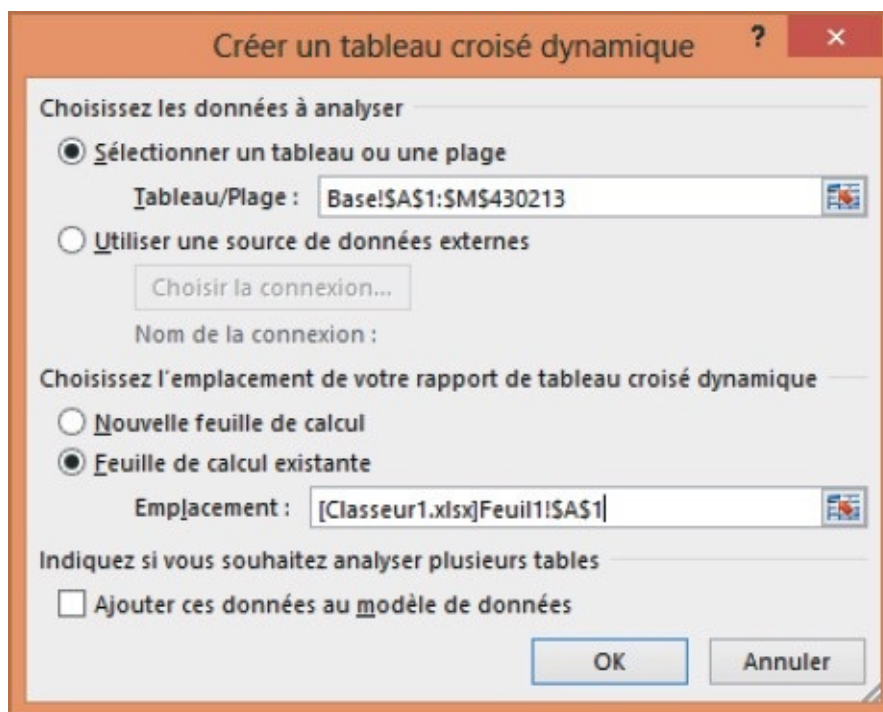 Créer un tableau croisé dynamique ? ×
Choisissez les données à analyser
Sélectionner un tableau ou une plage
Tableau/Plage : Base!$A$1:$M$430213
Utiliser une source de données externes
Choisir la connexion...
Nom de la connexion :
Choisissez l'emplacement de votre rapport de tableau croisé dynamique
Nouvelle feuille de calcul
Feuille de calcul existante
Emplacement : [Classeur1.xlsx]Feuil1!$A$1
Indiquez si vous souhaitez analyser plusieurs tables
Ajouter ces données au modèle de données
OK Annuler